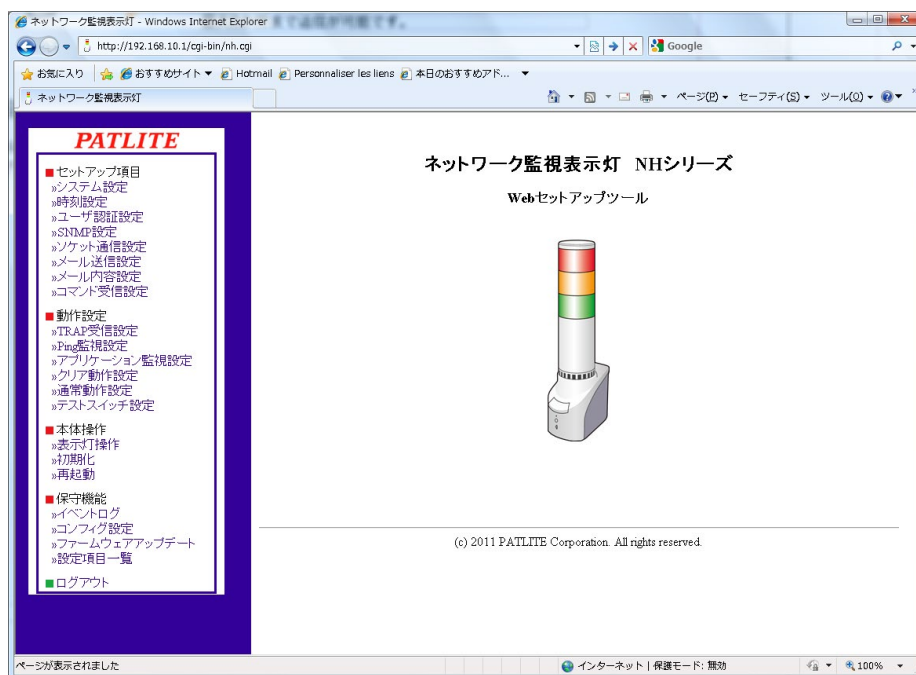 ネットワーク監視表示灯 - Windows Internet Explorer
http://192.168.10.1/cgi-bin/nh.cgi
Google
お気に入り
おすすめサイト ▼
Hotmail
Personnaliser les liens
本日のおすすめアド... ▼
ネットワーク監視表示灯
ページ(P) ▼ セーフティ(S) ▼ ツール(O) ▼
PATLITE
■セットアップ項目
»システム設定
»時刻設定
»ユーザ認証設定
»SNMP設定
»ソケット通信設定
»メール送信設定
»メール内容設定
»コマンド受信設定
■動作設定
»TRAP受信設定
»Ping監視設定
»アプリケーション監視設定
»クリア動作設定
»通常動作設定
»テストスイッチ設定
■本体操作
»表示灯操作
»初期化
»再起動
■保守機能
»イベントログ
»コンフィグ設定
»ファームウェアアップデート
»設定項目一覧
■ログアウト
ネットワーク監視表示灯 NHシリーズ
Webセットアップツール
(c) 2011 PATLITE Corporation. All rights reserved.
ページが表示されました
インターネット | 保護モード: 無効
100%